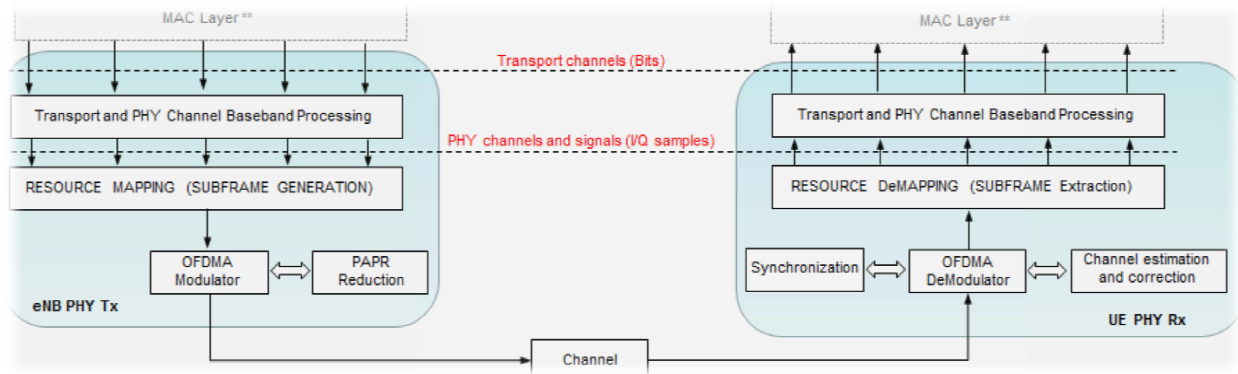 MAC Layer **
MAC Layer **
Transport channels (Bits)
Transport and PHY Channel Baseband Processing
Transport and PHY Channel Baseband Processing
PHY channels and signals (I/Q samples)
RESOURCE MAPPING (SUBFRAME GENERATION)
RESOURCE DeMAPPING (SUBFRAME Extraction)
OFDMA
Modulator
PAPR
Reduction
Synchronization
OFDMA
DeModulator
Channel estimation
and correction
eNB PHY Tx
UE PHY Rx
Channel